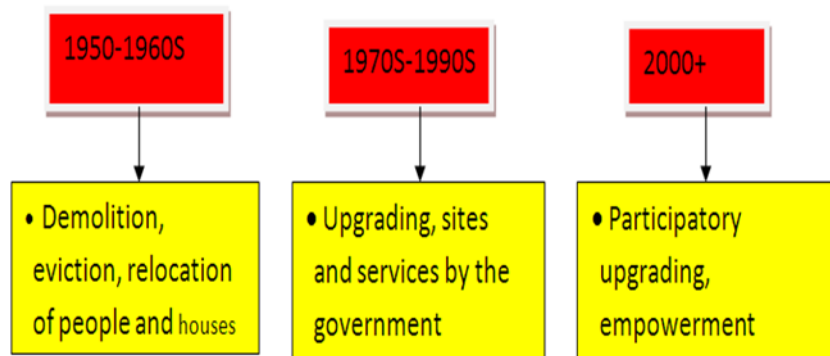 1950-1960S
1970S-1990S
2000+
• Demolition,
eviction, relocation
of people and houses
• Upgrading, sites
and services by the
government
• Participatory
upgrading,
empowerment